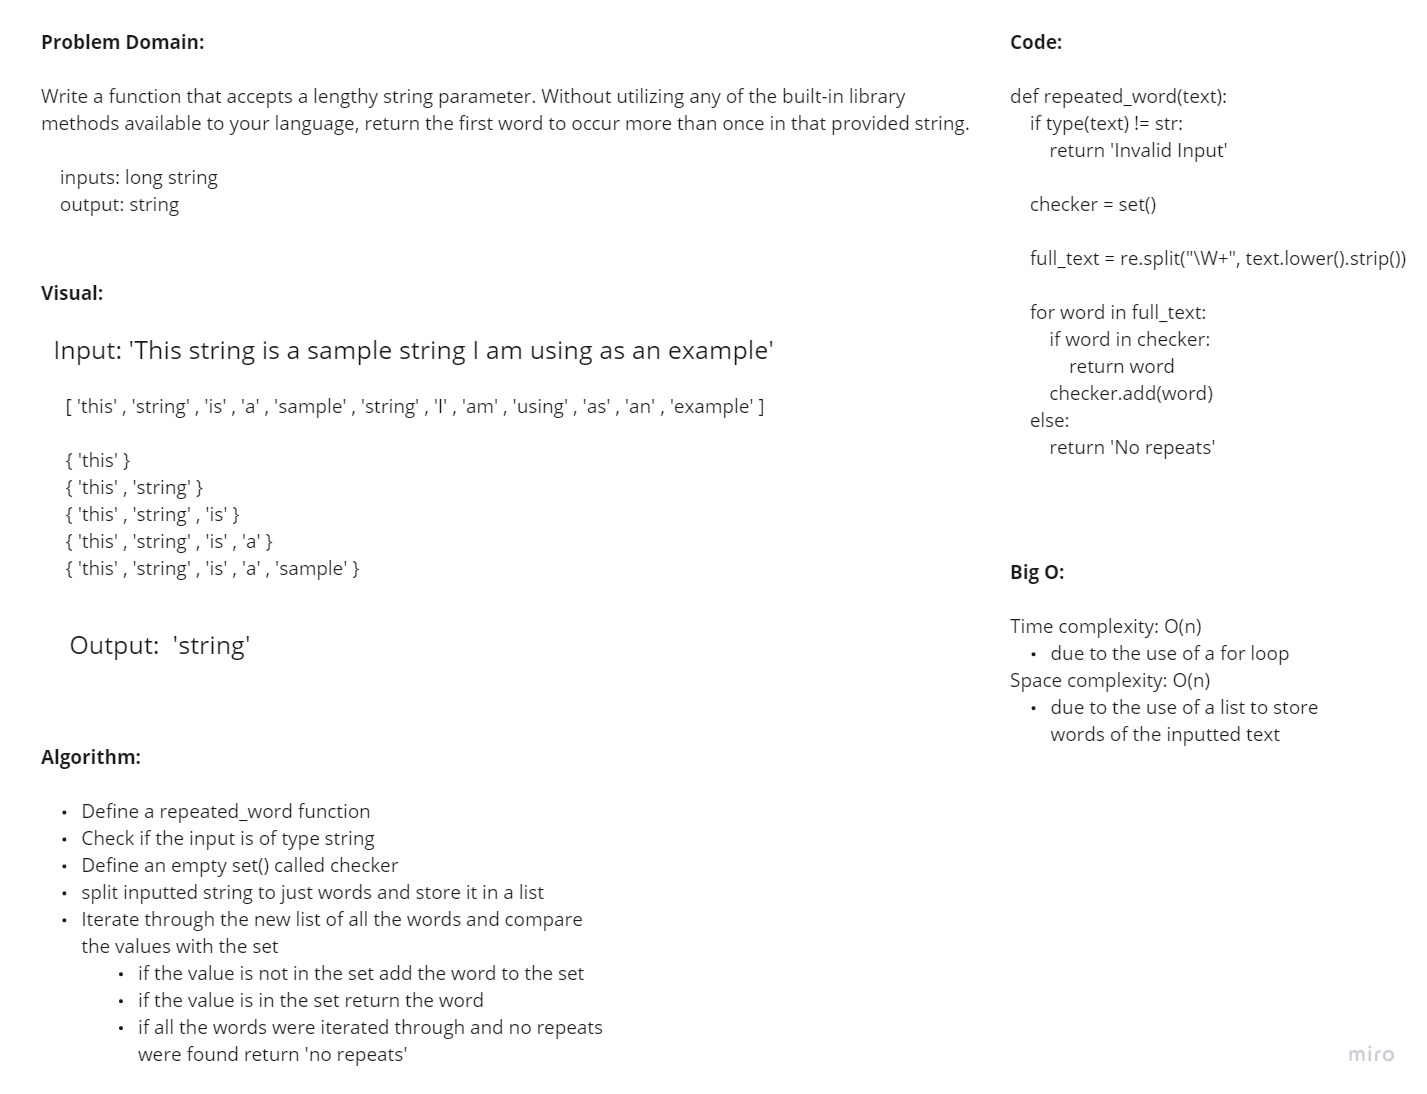 Problem Domain:
Write a function that accepts a lengthy string parameter. Without utilizing any of the built-in library
methods available to your language, return the first word to occur more than once in that provided string.
inputs: long string
output: string
Visual:
Input: 'This string is a sample string I am using as an example'
[ 'this' , 'string' , 'is' , 'a' , 'sample' , 'string' , 'I' , 'am' , 'using' , 'as' , 'an' , 'example' ]
{ 'this' }
{ 'this' , 'string' }
{ 'this' , 'string' , 'is' }
{ 'this' , 'string' , 'is' , 'a' }
{ 'this' , 'string' , 'is' , 'a' , 'sample' }
Output:  'string'
Algorithm:
• Define a repeated_word function
• Check if the input is of type string
• Define an empty set() called checker
• split inputted string to just words and store it in a list
• Iterate through the new list of all the words and compare
the values with the set
• if the value is not in the set add the word to the set
• if the value is in the set return the word
• if all the words were iterated through and no repeats
were found return 'no repeats'
Code:
def repeated_word(text):
    if type(text) != str:
        return 'Invalid Input'
    checker = set()
    full_text = re.split("\W+", text.lower().strip())
    for word in full_text:
        if word in checker:
            return word
        checker.add(word)
    else:
        return 'No repeats'
Big O:
Time complexity: O(n)
• due to the use of a for loop
Space complexity: O(n)
• due to the use of a list to store
words of the inputted text
miro